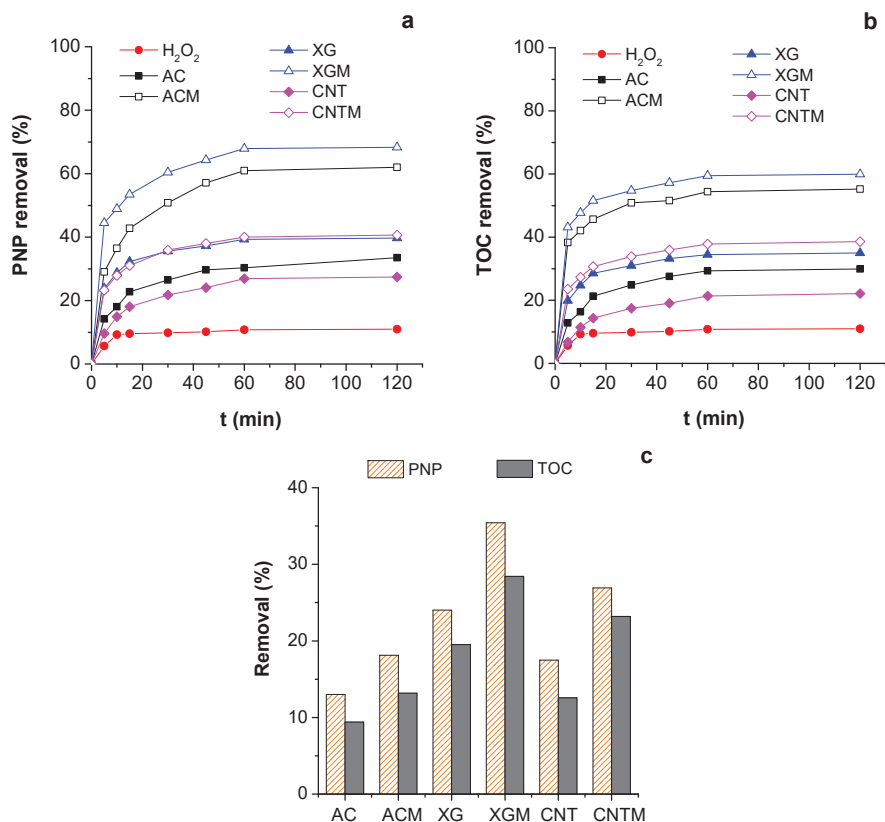 a
100
80
60
40
20
0
PNP removal (%)
H₂O₂
AC
ACM
XG
XGM
CNT
CNTM
0 20 40 60 80 100 120
t (min)
b
100
80
60
40
20
0
TOC removal (%)
H₂O₂
AC
ACM
XG
XGM
CNT
CNTM
0 20 40 60 80 100 120
t (min)
c
PNP TOC
40
30
20
10
0
Removal (%)
AC ACM XG XGM CNT CNTM